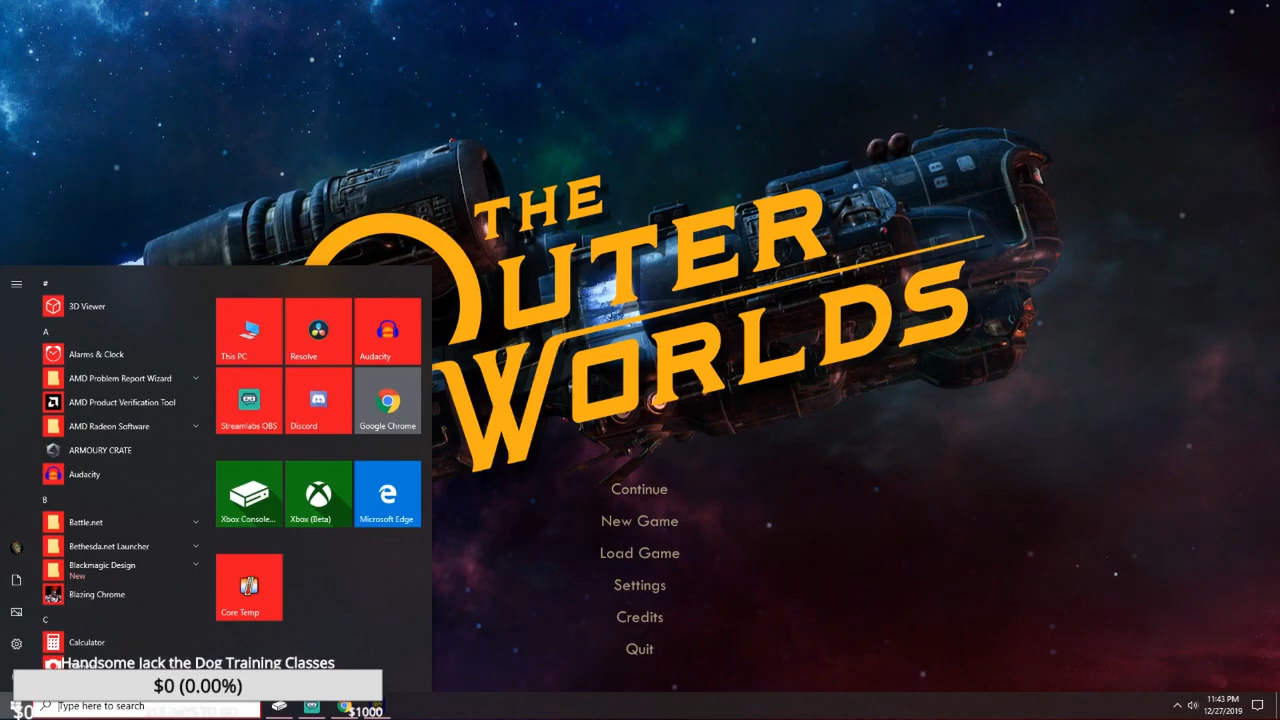 THE
OUTER
WORLDS
Continue
New Game
Load Game
Settings
Credits
Quit
#
3D Viewer
A
Alarms & Clock
AMD Problem Report Wizard
AMD Product Verification Tool
AMD Radeon Software
ARMOURY CRATE
Audacity
B
Battle.net
Bethesda.net Launcher
Blackmagic Design
New
Blazing Chrome
C
Calculator
This PC
Resolve
Audacity
Streamlabs OBS
Discord
Google Chrome
Xbox Console...
Xbox (Beta)
Microsoft Edge
Core Temp
Handsome Jack the Dog Training Classes
$0 (0.00%)
$0
$1000
Type here to search
11:43 PM
12/27/2019